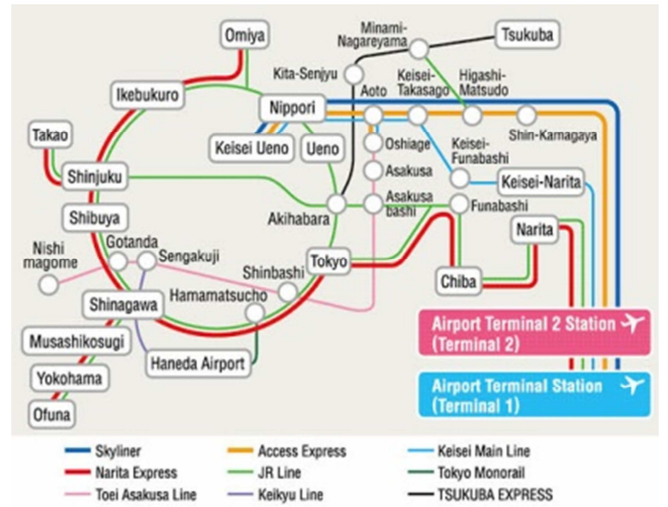 Omiya
Minami-
Nagareyama
Tsukuba
Kita-Senjyu
Ikebukuro
Aoto
Keisei-
Takasago
Higashi-
Matsudo
Nippori
Takao
Keisei Ueno
Ueno
Oshiage
Shin-Kamagaya
Keisei-
Funabashi
Shinjuku
Asakusa
Keisei-Narita
Shibuya
Akihabara
Asakusa
bashi
Funabashi
Nishi
magome
Gotanda
Sengakuji
Narita
Shinbashi
Tokyo
Chiba
Shinagawa
Hamamatsucho
Musashikosugi
Haneda Airport
Yokohama
Ofuna
Airport Terminal 2 Station
(Terminal 2)
Airport Terminal Station
(Terminal 1)
Skyliner
Access Express
Keisei Main Line
Narita Express
JR Line
Tokyo Monorail
Toei Asakusa Line
Keikyu Line
TSUKUBA EXPRESS